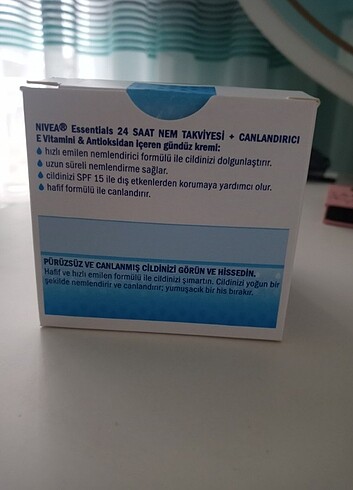 NIVEA® Essentials 24 SAAT NEM TAKVİYESİ + CANLANDIRICI
E Vitamini & Antioksidan içeren gündüz kremi:
hızlı emilen nemlendirici formülü ile cildinizi dolgunlaştırır.
uzun süreli nemlendirme sağlar.
cildinizi SPF 15 ile dış etkenlerden korumaya yardımcı olur.
hafif formülü ile canlandırır.
PÜRÜZSÜZ VE CANLANMIŞ CİLDİNİZİ GÖRÜN VE HİSSEDİN.
Hafif ve hızlı emilen formülü ile cildinizi şımartın. Cildinizi yoğun bir
şekilde nemlendirir ve canlandırır; yumuşacık bir his bırakır.